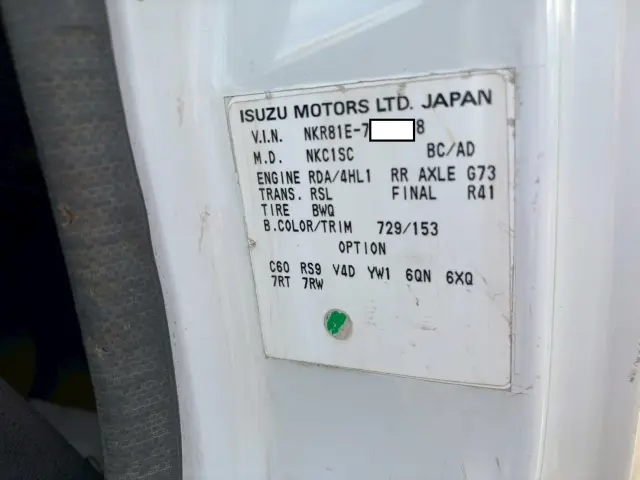 ISUZU MOTORS LTD. JAPAN
V.I.N. NKR81E-7 8
M.D. NKC1SC BC/AD
ENGINE RDA/4HL1 RR AXLE G73
TRANS. RSL FINAL R41
TIRE BWQ
B.COLOR/TRIM 729/153
OPTION
C60 RS9 V4D YW1 6QN 6XQ
7RT 7RW